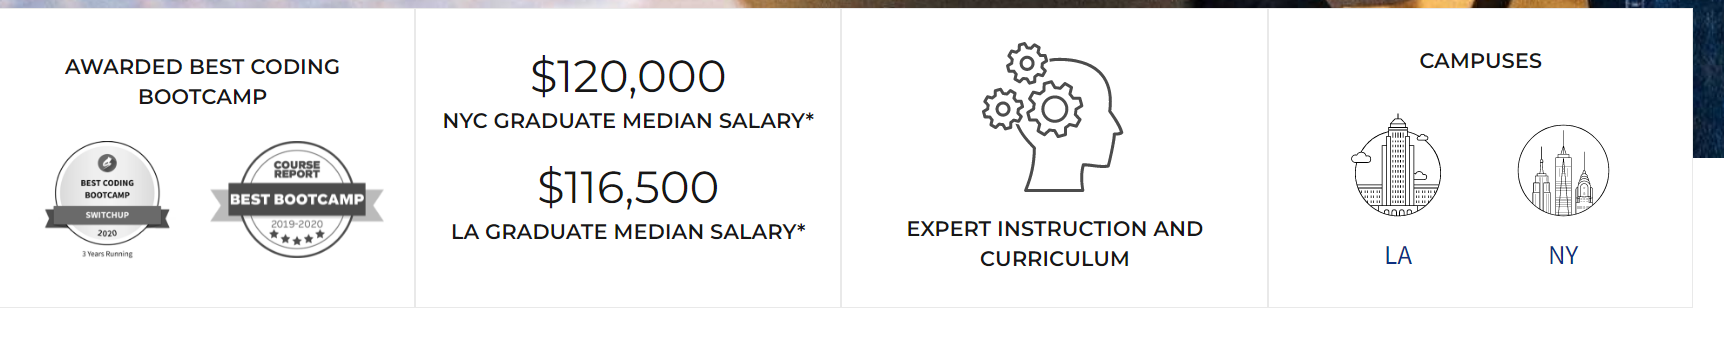 AWARDED BEST CODING
BOOTCAMP
BEST CODING
BOOTCAMP
SWITCHUP
2020
3 Years Running
COURSE
REPORT
BEST BOOTCAMP
2019-2020
$120,000
NYC GRADUATE MEDIAN SALARY*
$116,500
LA GRADUATE MEDIAN SALARY*
EXPERT INSTRUCTION AND
CURRICULUM
CAMPUSES
LA
NY